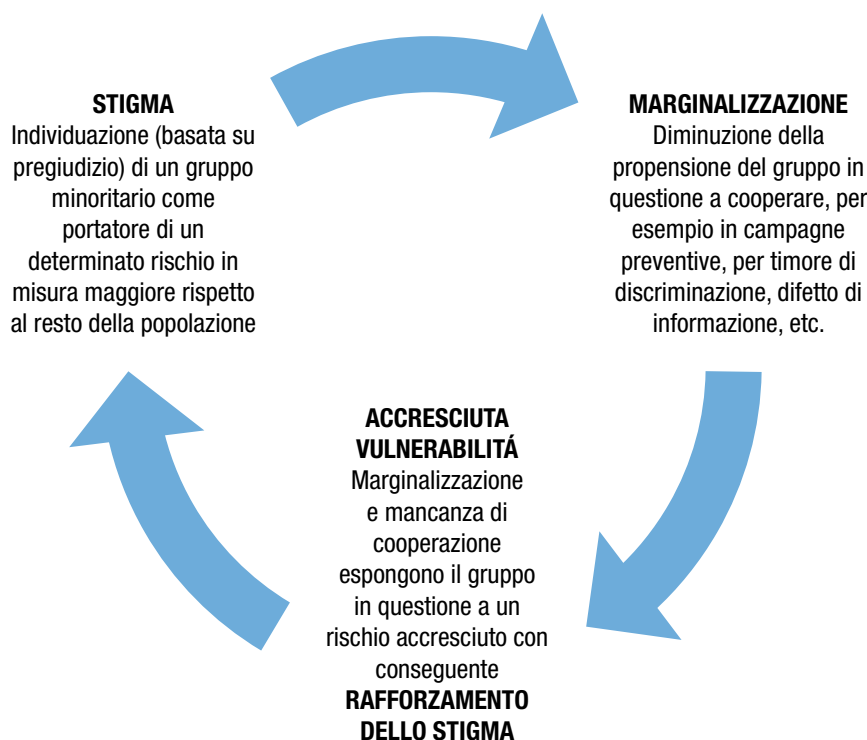 STIGMA
Individuazione (basata su
pregiudizio) di un gruppo
minoritario come
portatore di un
determinato rischio in
misura maggiore rispetto
al resto della popolazione
MARGINALIZZAZIONE
Diminuzione della
propensione del gruppo in
questione a cooperare, per
esempio in campagne
preventive, per timore di
discriminazione, difetto di
informazione, etc.
ACCRESCIUTA
VULNERABILITÁ
Marginalizzazione
e mancanza di
cooperazione
espongono il gruppo
in questione a un
rischio accresciuto con
conseguente
RAFFORZAMENTO
DELLO STIGMA